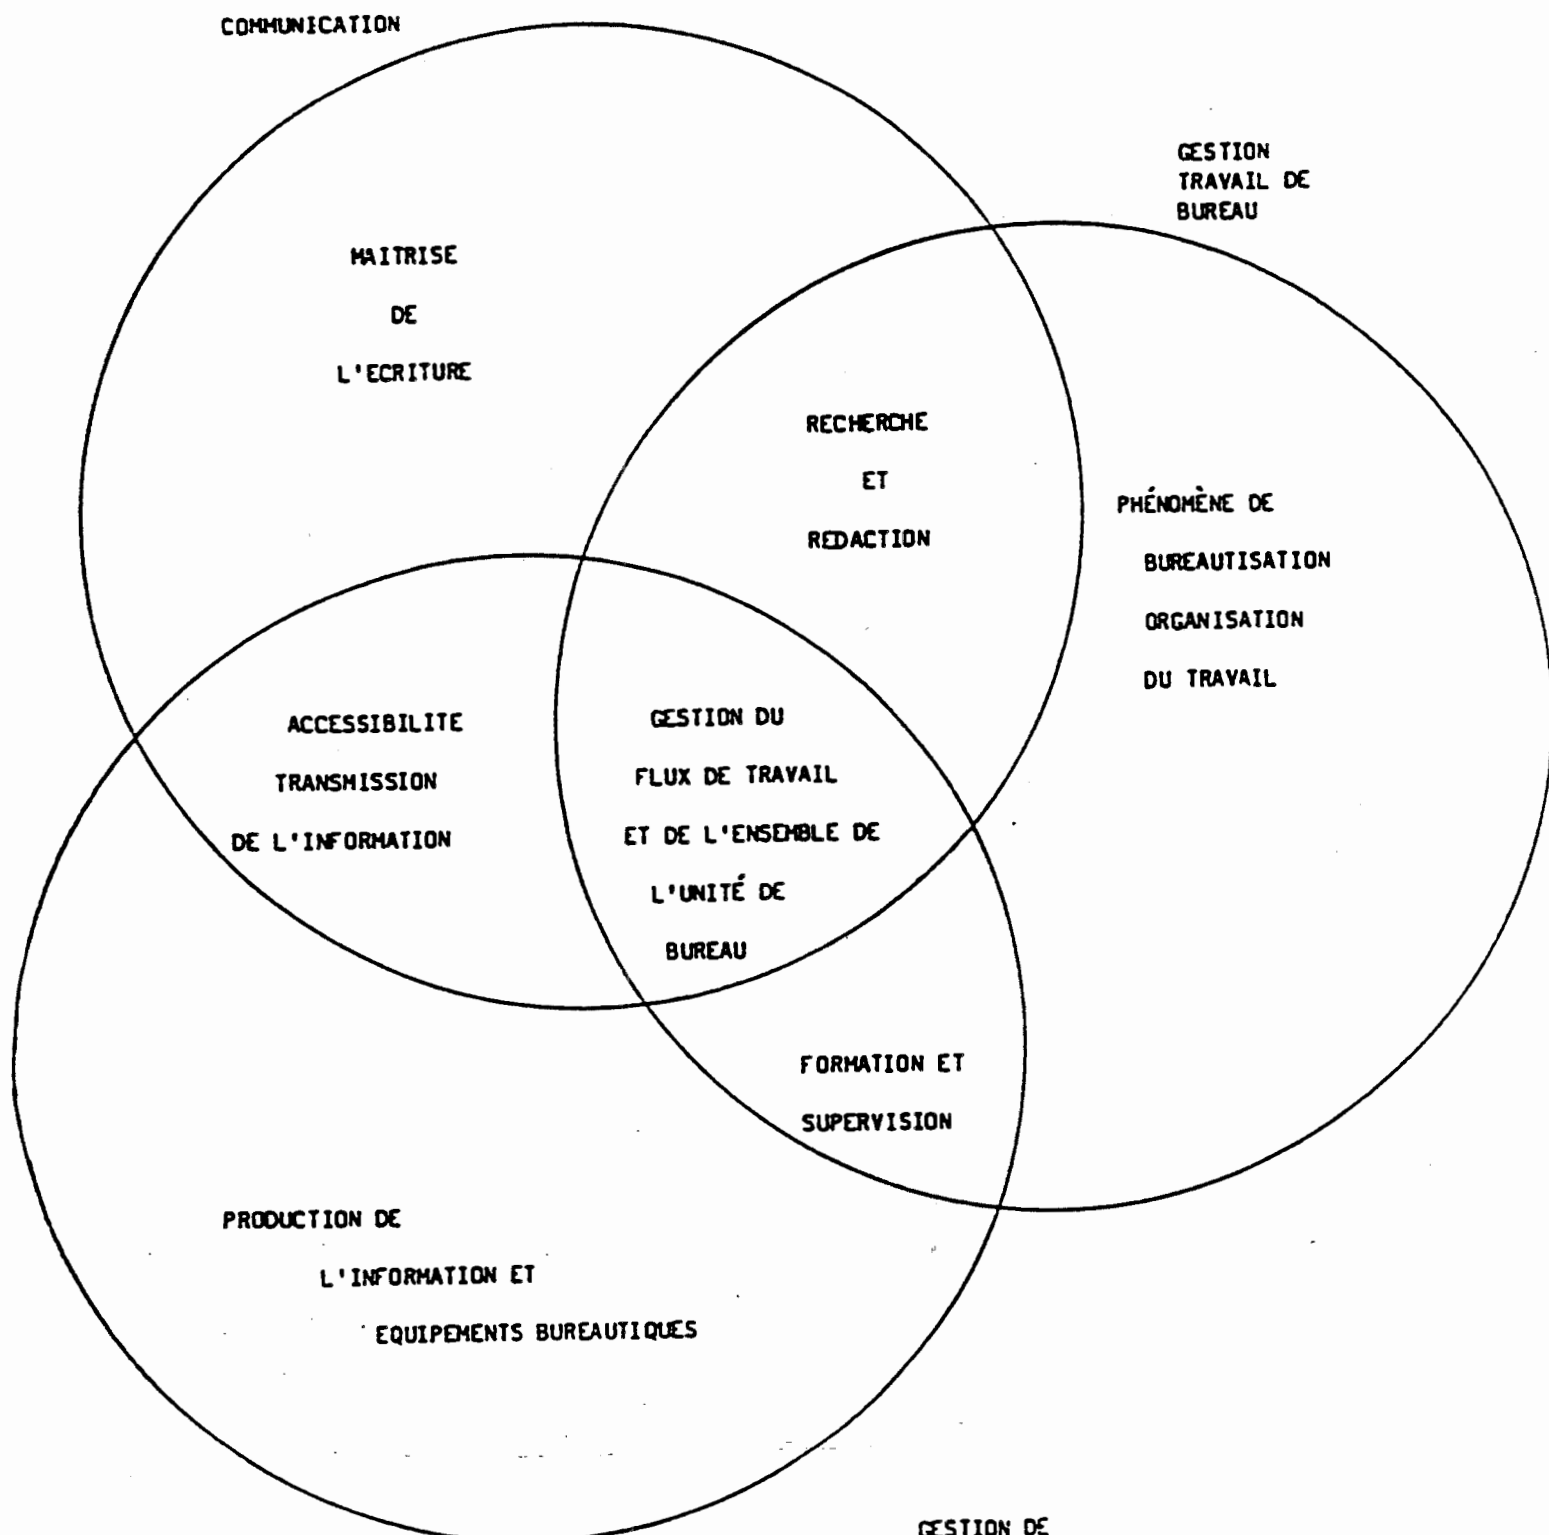 COMMUNICATION
GESTION
TRAVAIL DE
BUREAU
MAITRISE
DE
L'ECRITURE
RECHERCHE
ET
REDACTION
PHÉNOMÈNE DE
BUREAUTISATION
ORGANISATION
DU TRAVAIL
ACCESSIBILITE
TRANSMISSION
DE L'INFORMATION
GESTION DU
FLUX DE TRAVAIL
ET DE L'ENSEMBLE DE
L'UNITÉ DE
BUREAU
FORMATION ET
SUPERVISION
PRODUCTION DE
L'INFORMATION ET
EQUIPEMENTS BUREAUTIQUES
GESTION DE